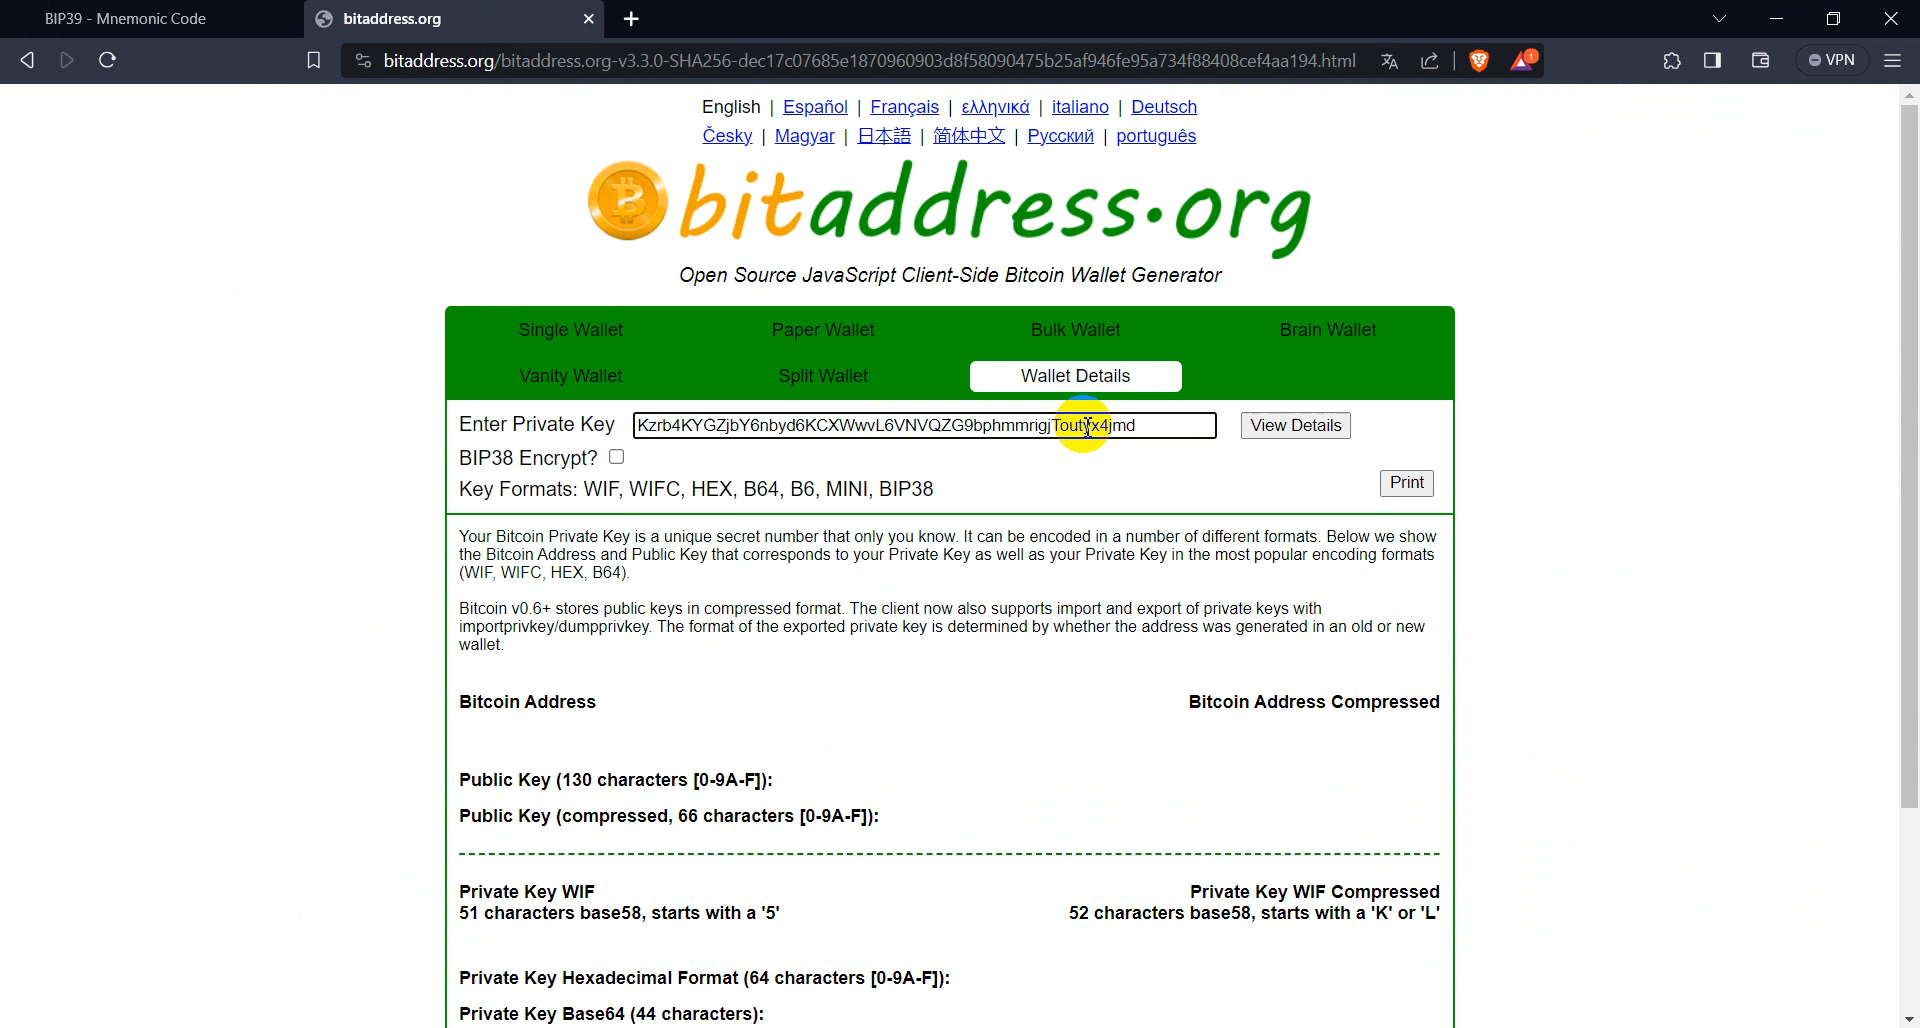 BIP39 - Mnemonic Code
bitaddress.org
bitaddress.org/bitaddress.org-v3.3.0-SHA256-dec17c07685e1870960903d8f58090475b25af946fe95a734f88408cef4aa194.html
1
VPN
English | Español | Français | ελληνικά | italiano | Deutsch
Česky | Magyar | 日本語 | 简体中文 | Русский | português
bitaddress.org
Open Source JavaScript Client-Side Bitcoin Wallet Generator
Single Wallet Paper Wallet Bulk Wallet Brain Wallet
Vanity Wallet Split Wallet Wallet Details
Enter Private Key Kzrb4KYGZjbY6nbyd6KCXWwvL6VNVQZG9bphmmrigjToutyx4jmd View Details
BIP38 Encrypt?
Key Formats: WIF, WIFC, HEX, B64, B6, MINI, BIP38
Print
Your Bitcoin Private Key is a unique secret number that only you know. It can be encoded in a number of different formats. Below we show
the Bitcoin Address and Public Key that corresponds to your Private Key as well as your Private Key in the most popular encoding formats
(WIF, WIFC, HEX, B64).
Bitcoin v0.6+ stores public keys in compressed format. The client now also supports import and export of private keys with
importprivkey/dumpprivkey. The format of the exported private key is determined by whether the address was generated in an old or new
wallet.
Bitcoin Address Bitcoin Address Compressed
Public Key (130 characters [0-9A-F]):
Public Key (compressed, 66 characters [0-9A-F]):
Private Key WIF Private Key WIF Compressed
51 characters base58, starts with a '5' 52 characters base58, starts with a 'K' or 'L'
Private Key Hexadecimal Format (64 characters [0-9A-F]):
Private Key Base64 (44 characters):